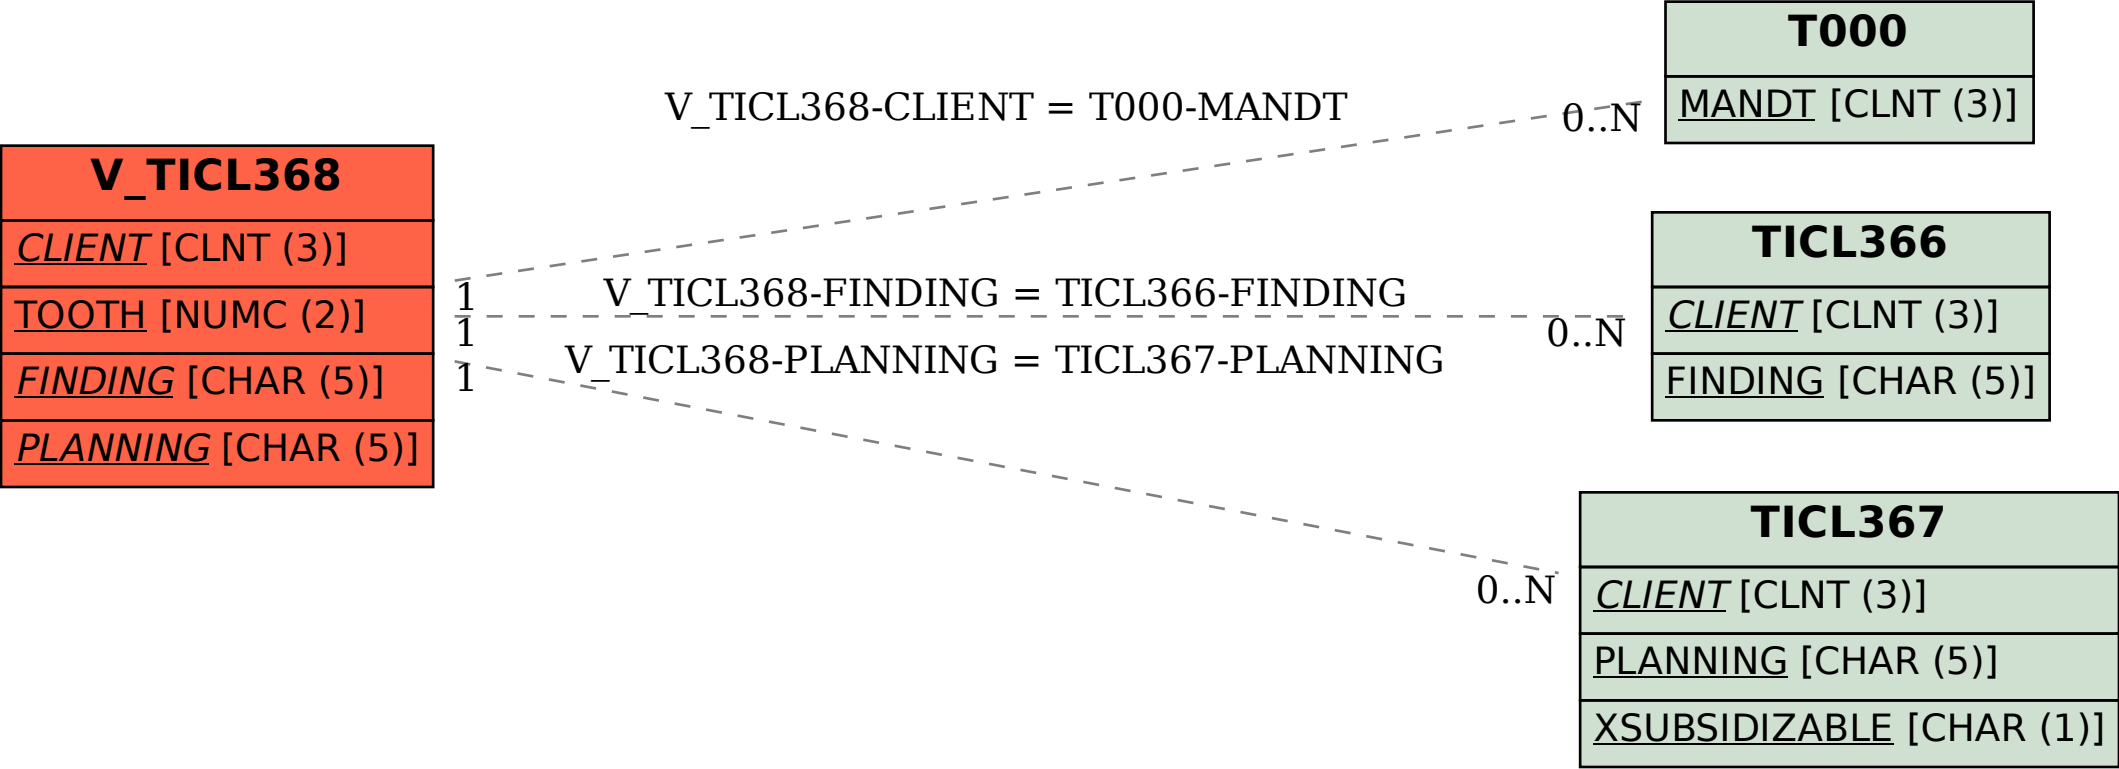 V_TICL368
CLIENT [CLNT (3)]
TOOTH [NUMC (2)]
FINDING [CHAR (5)]
PLANNING [CHAR (5)]
V_TICL368-CLIENT = T000-MANDT
1
0..N
V_TICL368-FINDING = TICL366-FINDING
1
0..N
V_TICL368-PLANNING = TICL367-PLANNING
1
0..N
T000
MANDT [CLNT (3)]
TICL366
CLIENT [CLNT (3)]
FINDING [CHAR (5)]
TICL367
CLIENT [CLNT (3)]
PLANNING [CHAR (5)]
XSUBSIDIZABLE [CHAR (1)]